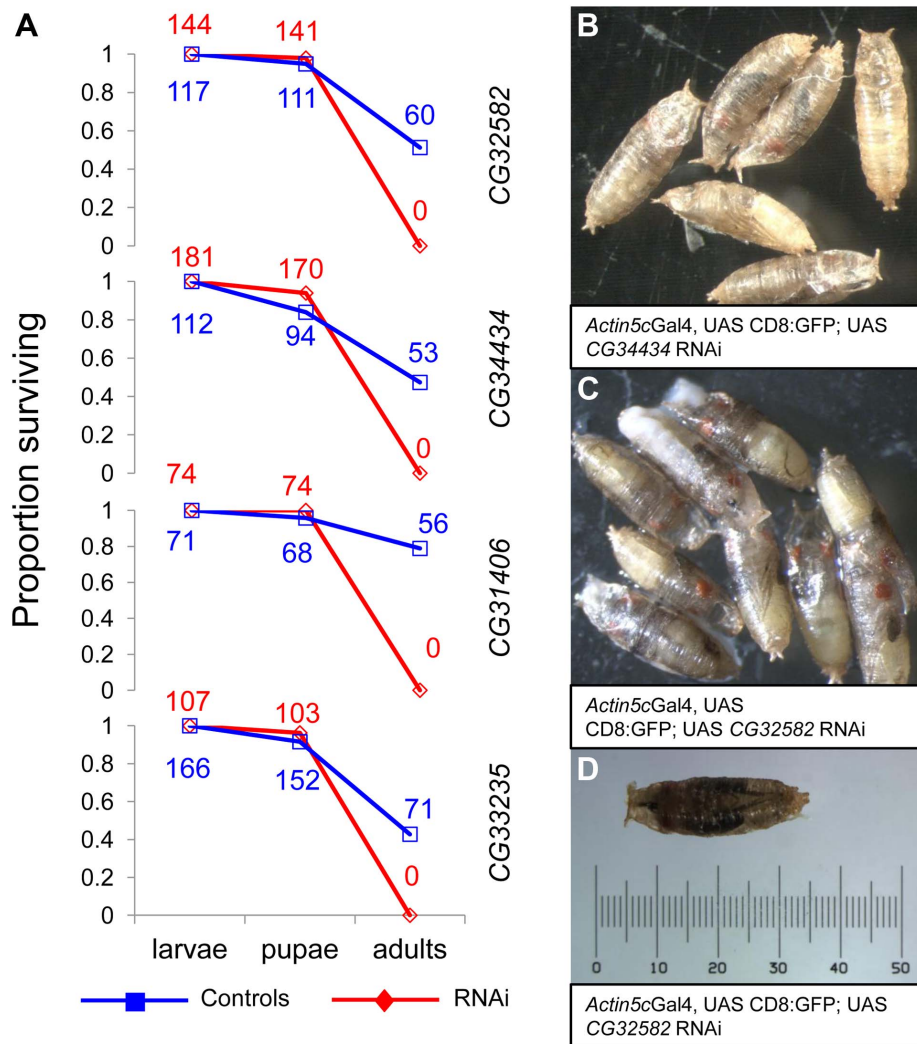 A
Proportion surviving
144
141
1
0.8
0.6
0.4
0.2
0
117
111
60
0
CG32582
181
170
1
0.8
0.6
0.4
0.2
0
112
94
53
0
CG34434
74
74
1
0.8
0.6
0.4
0.2
0
71
68
56
0
CG31406
107
103
1
0.8
0.6
0.4
0.2
0
166
152
71
0
CG33235
larvae pupae adults
Controls RNAi
B
Actin5cGal4, UAS CD8:GFP; UAS
CG34434 RNAi
C
Actin5cGal4, UAS
CD8:GFP; UAS CG32582 RNAi
D
0 10 20 30 40 50
Actin5cGal4, UAS CD8:GFP; UAS
CG32582 RNAi